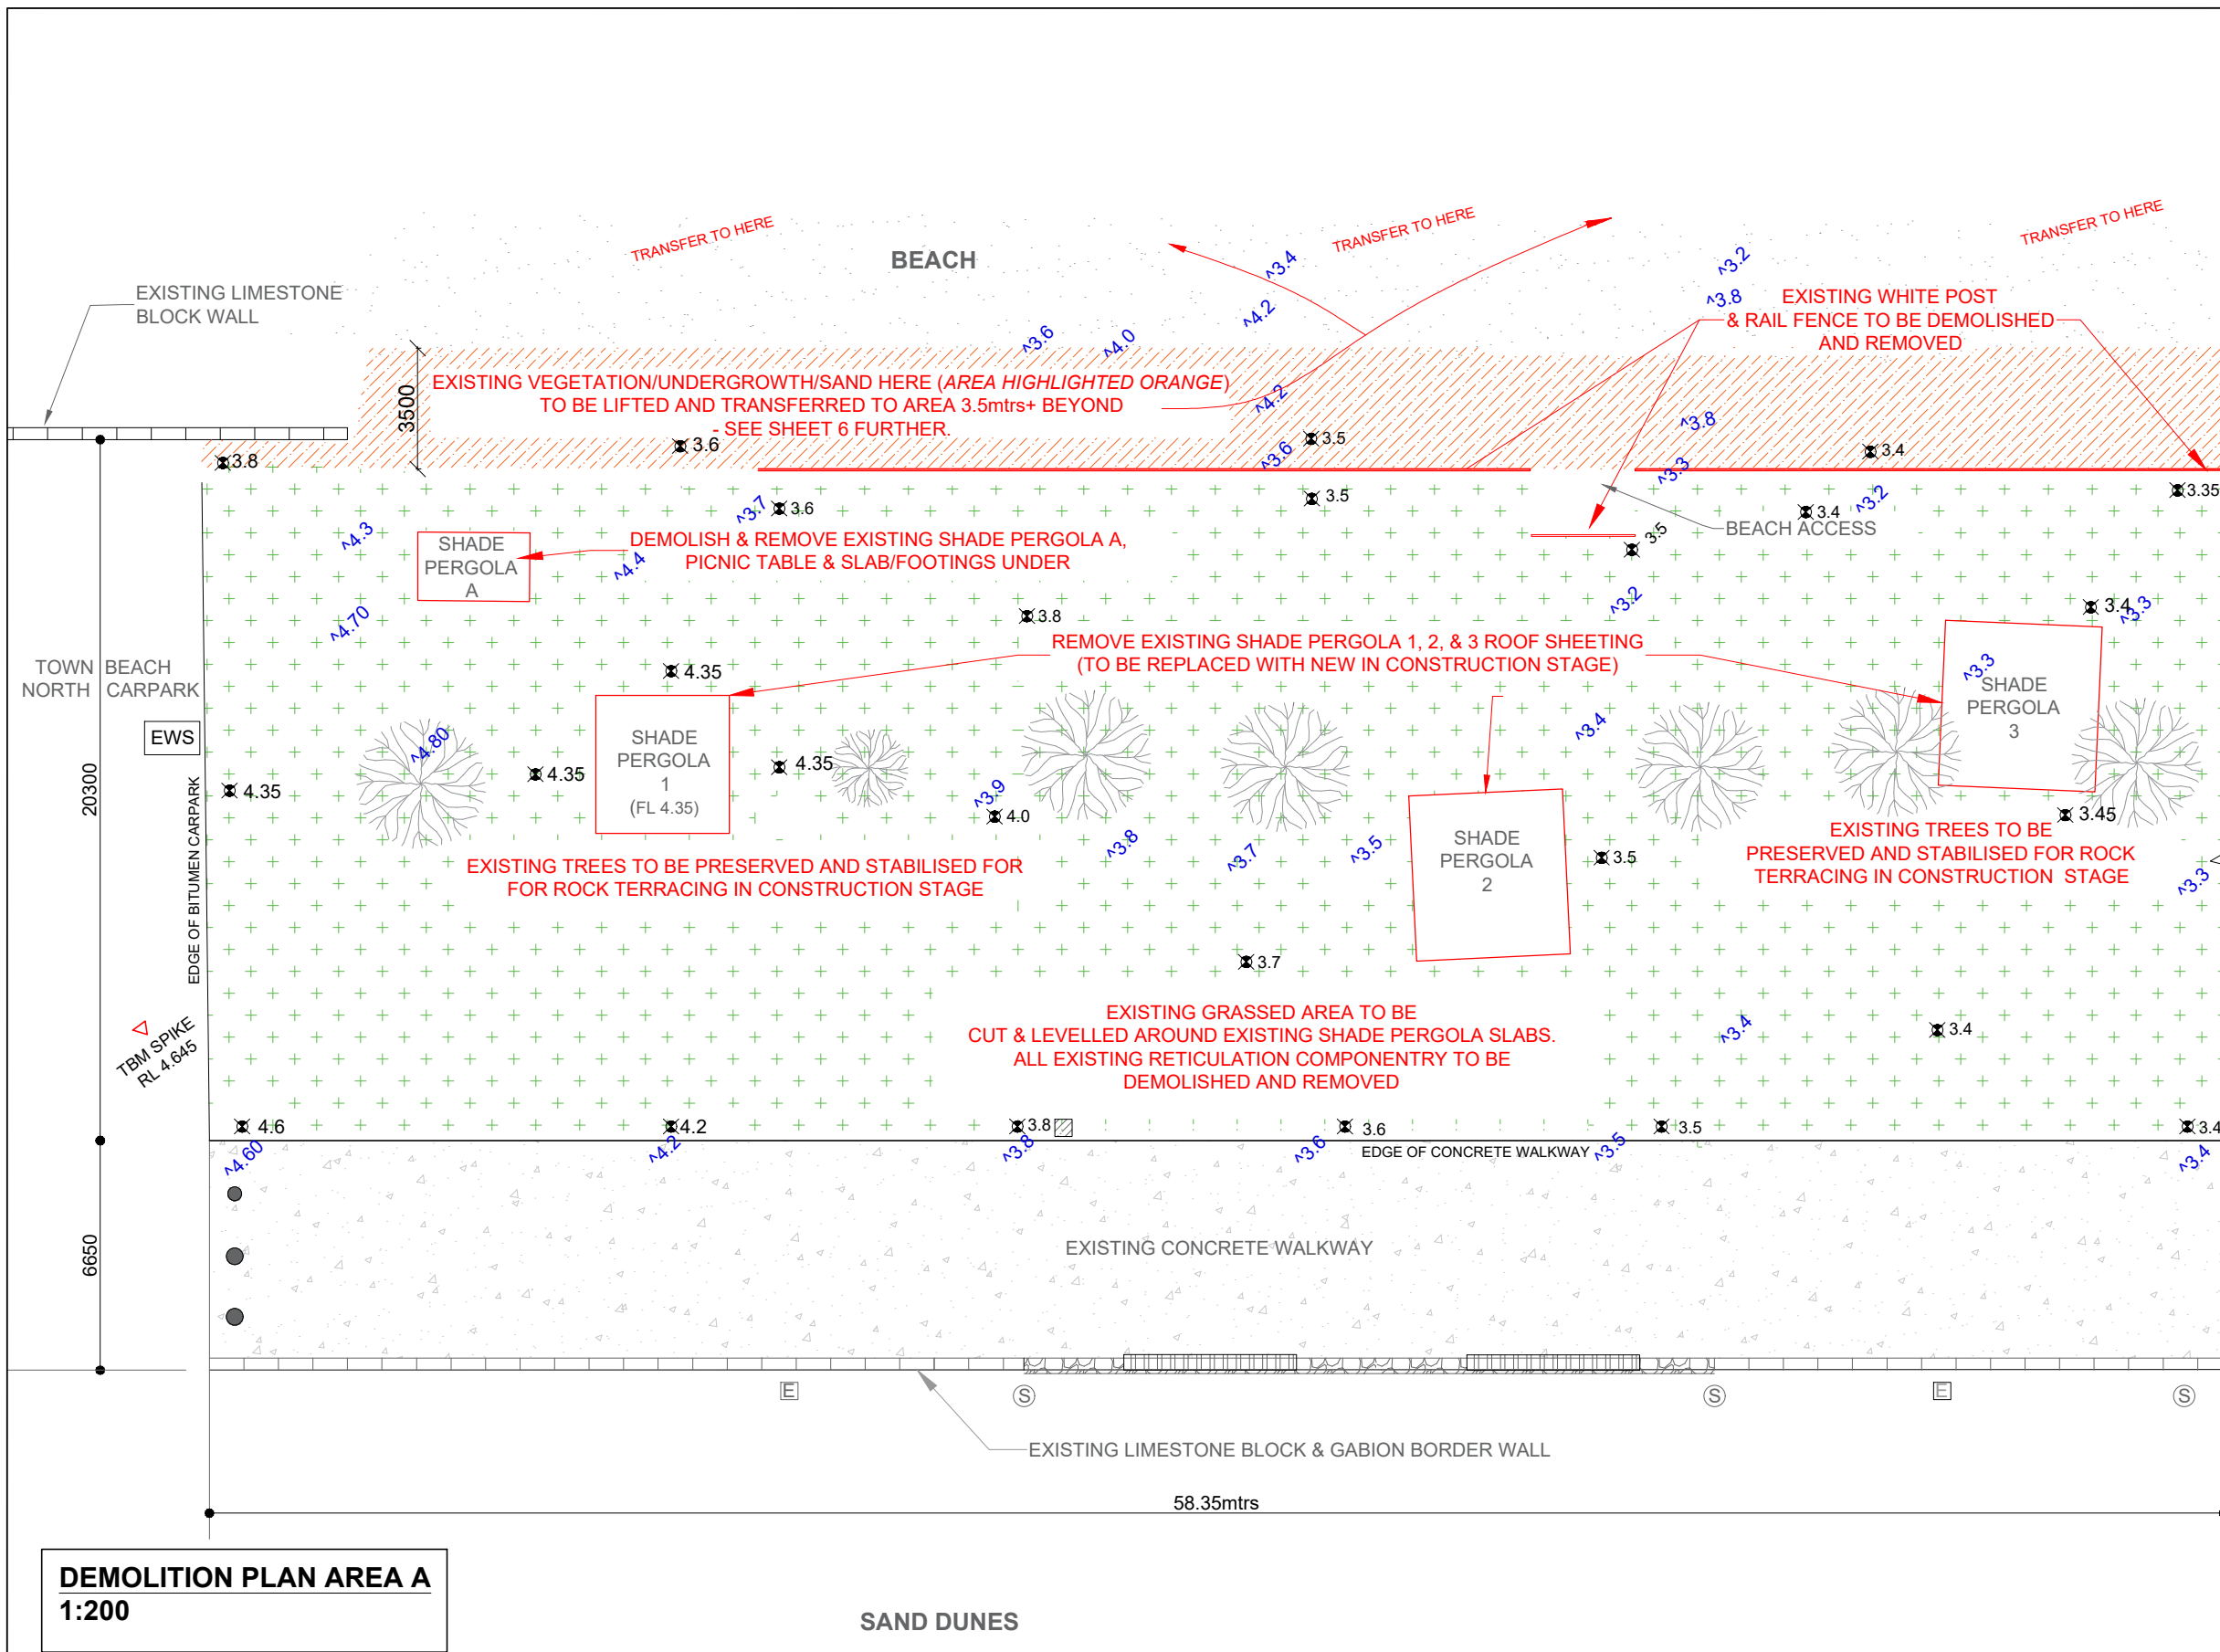 TRANSFER TO HERE
TRANSFER TO HERE
TRANSFER TO HERE
BEACH
^3.4
^3.2
^4.2
^3.8
^3.6
^4.0
EXISTING LIMESTONE
BLOCK WALL
EXISTING WHITE POST
& RAIL FENCE TO BE DEMOLISHED
AND REMOVED
3500
EXISTING VEGETATION/UNDERGROWTH/SAND HERE (AREA HIGHLIGHTED ORANGE)
TO BE LIFTED AND TRANSFERRED TO AREA 3.5mtrs+ BEYOND
- SEE SHEET 6 FURTHER.
^4.2
^3.8
3.8
3.6
^3.6
3.5
^3.3
3.4
3.35
^3.7
3.6
3.5
3.4
^3.2
BEACH ACCESS
3.5
^4.3
SHADE
PERGOLA
A
DEMOLISH & REMOVE EXISTING SHADE PERGOLA A,
PICNIC TABLE & SLAB/FOOTINGS UNDER
^4.4
^4.70
3.8
^3.2
3.4
^3.3
REMOVE EXISTING SHADE PERGOLA 1, 2, & 3 ROOF SHEETING
(TO BE REPLACED WITH NEW IN CONSTRUCTION STAGE)
TOWN BEACH
NORTH CARPARK
EWS
4.35
^3.3
SHADE
PERGOLA
3
^4.80
SHADE
PERGOLA
1
(FL 4.35)
4.35
4.35
4.35
^3.4
^3.9
4.0
20300
EDGE OF BITUMEN CARPARK
^3.8
^3.7
^3.5
SHADE
PERGOLA
2
3.5
3.45
EXISTING TREES TO BE PRESERVED AND STABILISED FOR
FOR ROCK TERRACING IN CONSTRUCTION STAGE
EXISTING TREES TO BE
PRESERVED AND STABILISED FOR ROCK
TERRACING IN CONSTRUCTION STAGE
^3.3
3.7
EXISTING GRASSED AREA TO BE
CUT & LEVELLED AROUND EXISTING SHADE PERGOLA SLABS.
ALL EXISTING RETICULATION COMPONENTRY TO BE
DEMOLISHED AND REMOVED
^3.4
3.4
TBM SPIKE
RL 4.645
4.6
4.2
3.8
3.6
3.5
3.4
^4.60
^4.2
^3.8
^3.6
EDGE OF CONCRETE WALKWAY
^3.5
^3.4
6650
EXISTING CONCRETE WALKWAY
E
S
S
E
S
EXISTING LIMESTONE BLOCK & GABION BORDER WALL
58.35mtrs
DEMOLITION PLAN AREA A
1:200
SAND DUNES